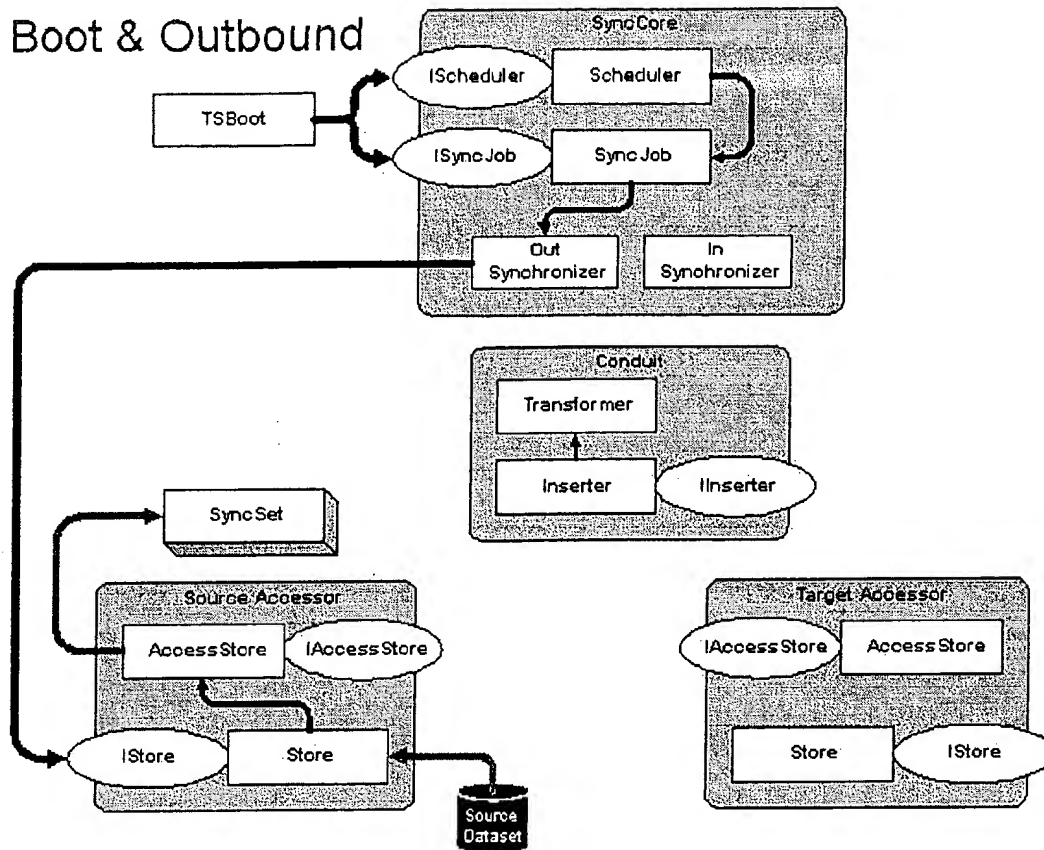 Boot & Outbound
SyncCore
IScheduler
Scheduler
TSBoot
ISyncJob
SyncJob
Out
Synchronizer
In
Synchronizer
Conduit
Transformer
Inserter
IInserter
SyncSet
Source Accessor
AccessStore
IAccessStore
IStore
Store
Source
Dataset
Target Accessor
IAccessStore
AccessStore
Store
IStore